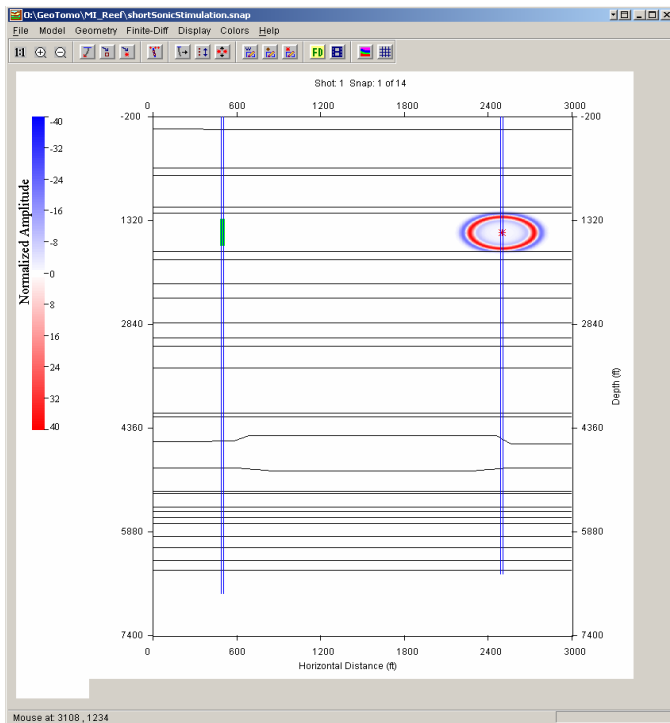 O:\GeoTomo\MI_Reef\shortSonicStimulation.snap
File Model Geometry Finite-Diff Display Colors Help
1:1 FD
Shot: 1 Snap: 1 of 14
0 600 1200 1800 2400 3000
-200 -200
-40
-32
-24
-16
-8
0
8
16
24
32
40
Normalized Amplitude
1320 1320
2840 2840
Depth (ft)
4360 4360
5880 5880
7400 7400
0 600 1200 1800 2400 3000
Horizontal Distance (ft)
Mouse at: 3108 , 1234